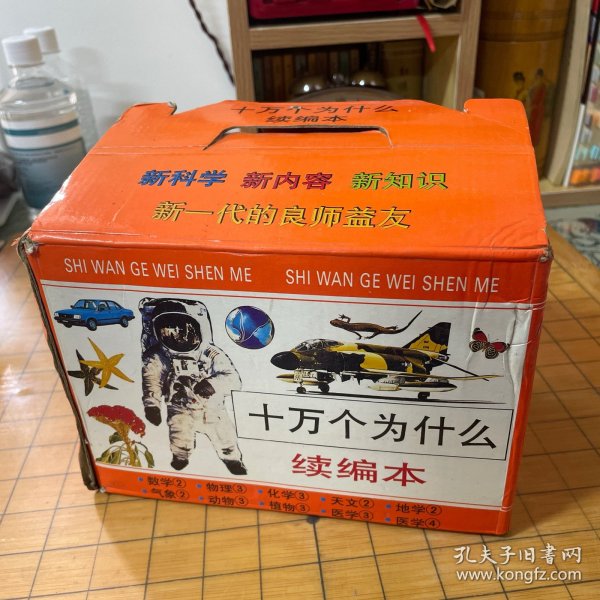 十万个为什么
续编本
新科学 新内容 新知识
新一代的良师益友
SHI WAN GE WEI SHEN ME SHI WAN GE WEI SHEN ME
十万个为什么
续编本
数学② 物理③ 化学③ 天文② 地学②
气象② 动物③ 植物③ 医学③ 医学④
孔夫子旧书网
www.kongfz.com